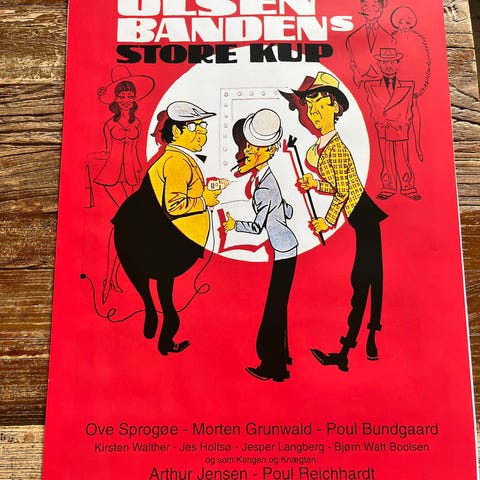 OLSEN
BANDENS
STORE KUP
Ove Sprogøe - Morten Grunwald - Poul Bundgaard
Kirsten Walther - Jes Holtsø - Jesper Langberg - Bjørn Watt Boolsen
og som Kongen og Knægten
Arthur Jensen - Poul Reichhardt